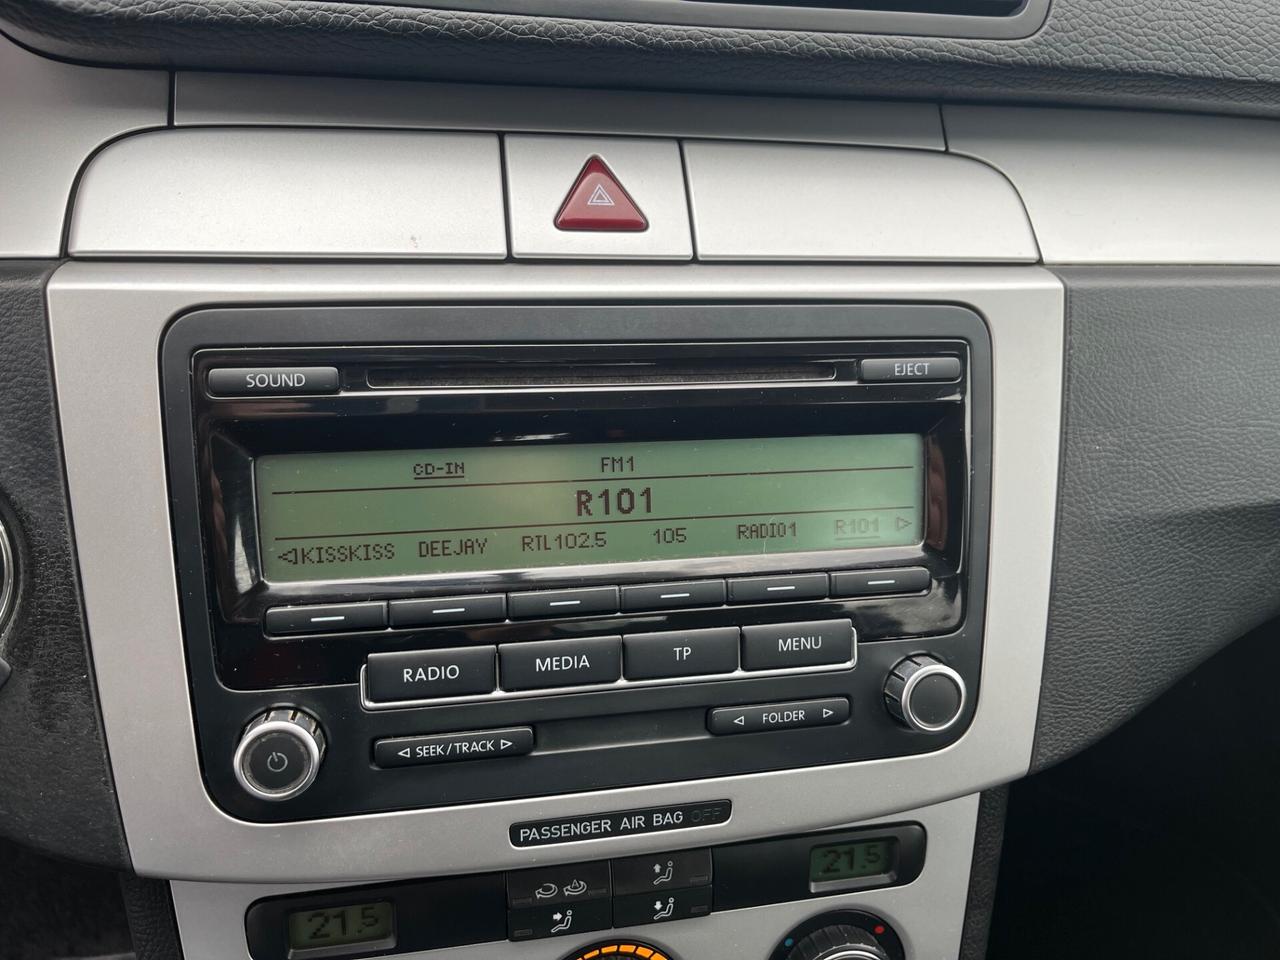 SOUND
EJECT
CD-IN FM1
R101
KISSKISS DEEJAY RTL102.5 105 RADIO1 R101
RADIO MEDIA TP MENU
SEEK / TRACK FOLDER
PASSENGER AIR BAG OFF
21.5 A 21.5